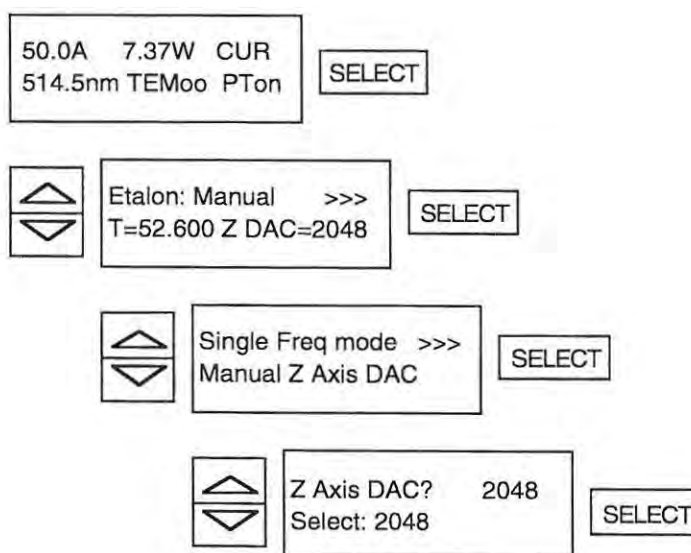 50.0A 7.37W CUR
514.5nm TEMoo PTon
SELECT
Etalon: Manual >>>
T=52.600 Z DAC=2048
SELECT
Single Freq mode >>>
Manual Z Axis DAC
SELECT
Z Axis DAC? 2048
Select: 2048
SELECT